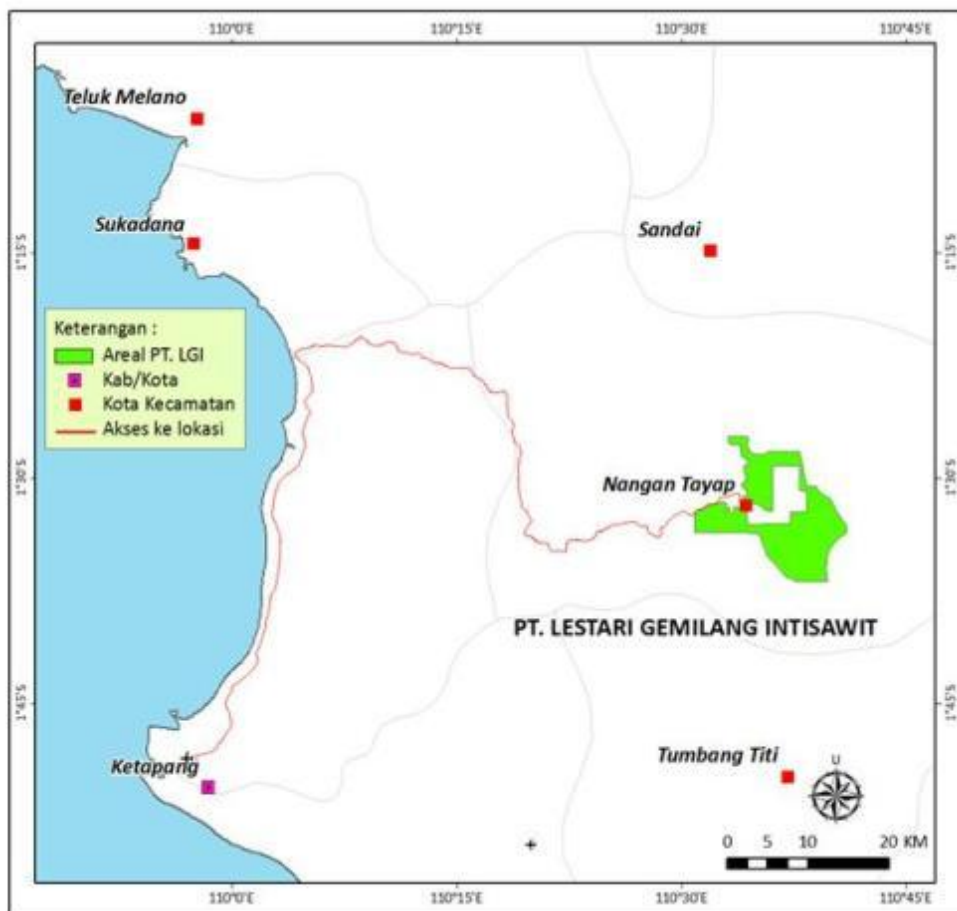 110°0'E 110°15'E 110°30'E 110°45'E
Teluk Melano
Sukadana
Sandai
1°15'S 1°15'S
Keterangan :
Areal PT. LGI
Kab/Kota
Kota Kecamatan
Akses ke lokasi
1°30'S 1°30'S
Nangan Tayap
PT. LESTARI GEMILANG INTISAWIT
1°45'S 1°45'S
Ketapang
Tumbang Titi
U
0 5 10 20 KM
110°0'E 110°15'E 110°30'E 110°45'E